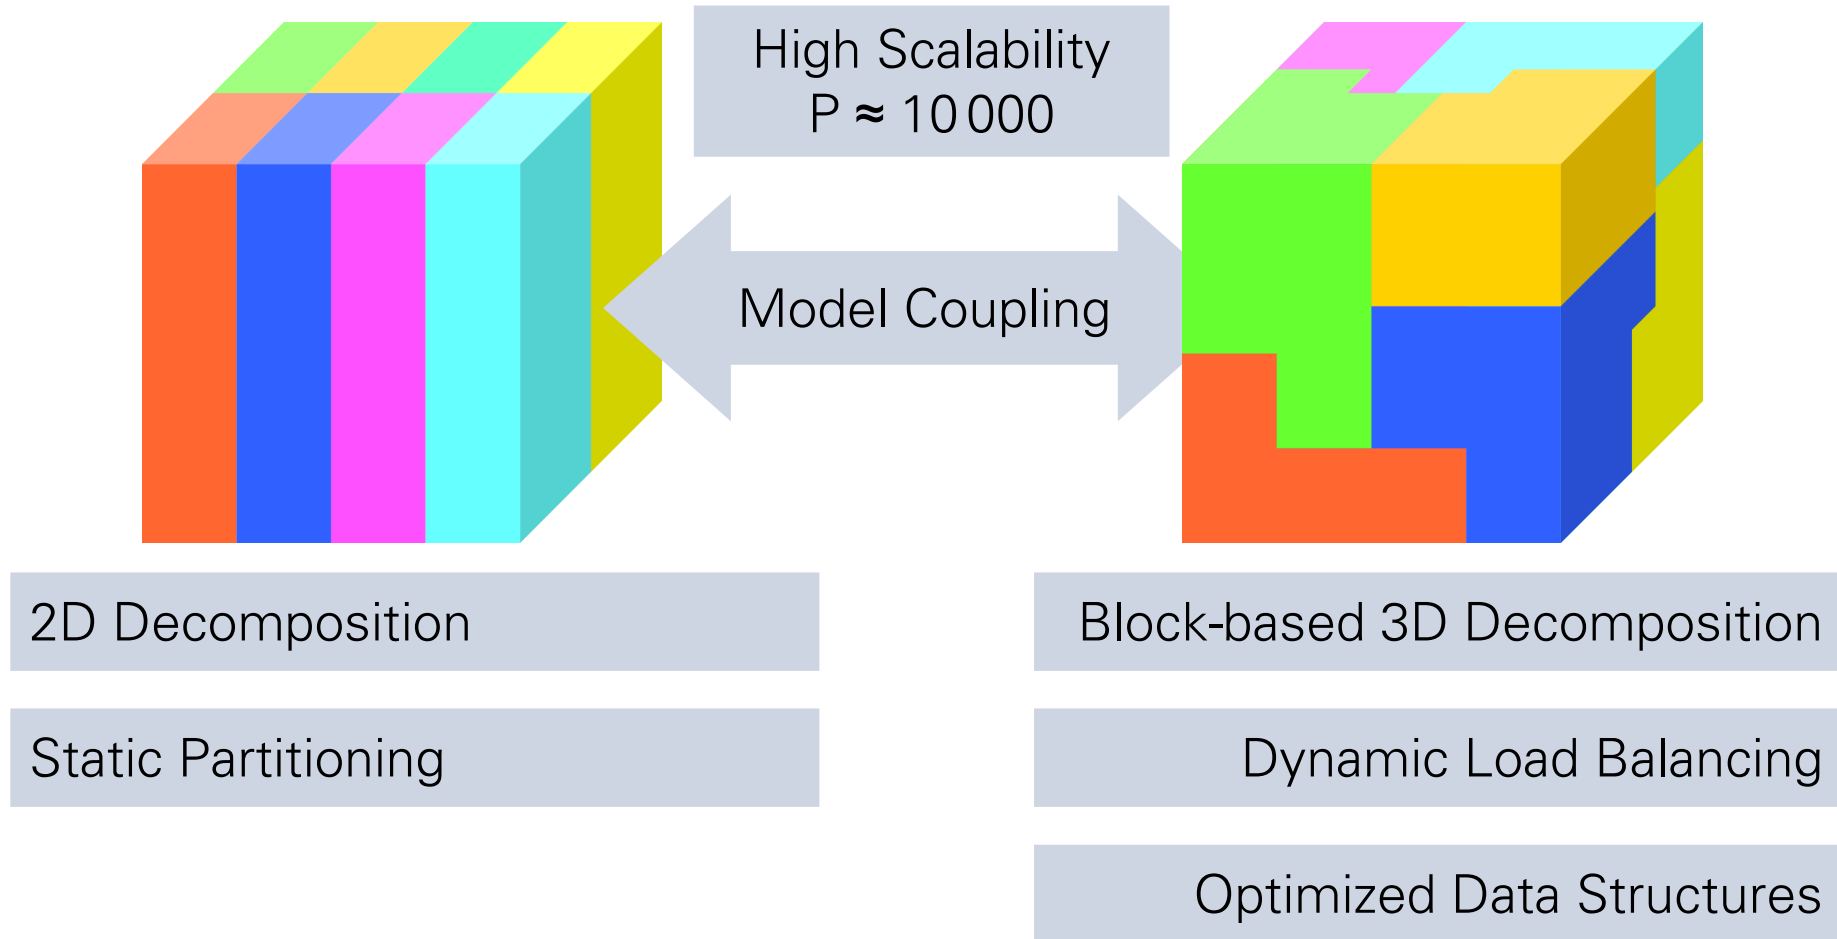 High Scalability
P ≈ 10 000
Model Coupling
2D Decomposition
Block-based 3D Decomposition
Static Partitioning
Dynamic Load Balancing
Optimized Data Structures